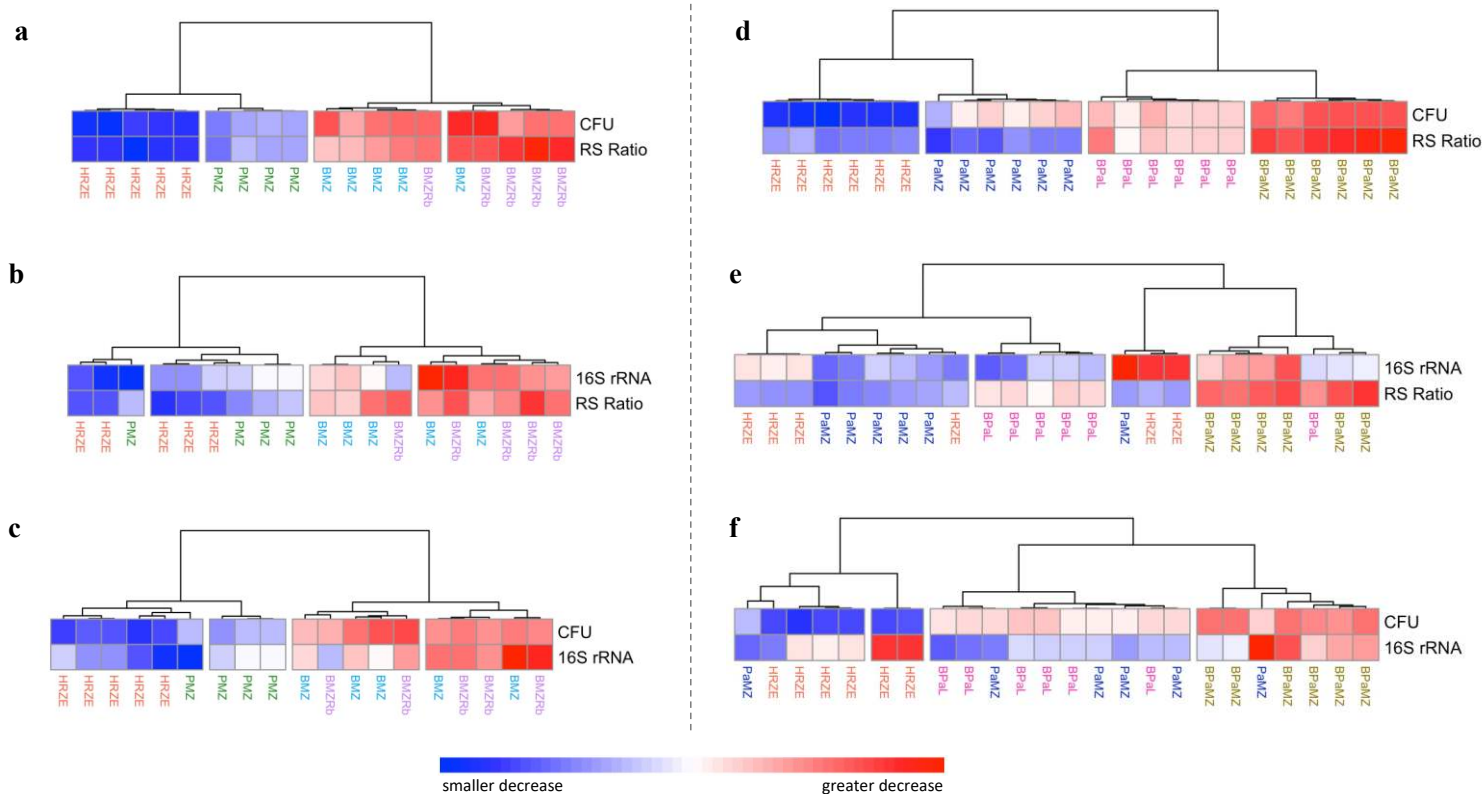 a
CFU
RS Ratio
HRZE HRZE HRZE HRZE HRZE PMZ PMZ PMZ PMZ BMZ BMZ BMZ BMZ BMZRb BMZ BMZRb BMZRb BMZRb BMZRb
b
16S rRNA
RS Ratio
HRZE HRZE PMZ HRZE HRZE HRZE PMZ PMZ PMZ BMZ BMZ BMZ BMZRb BMZ BMZRb BMZ BMZRb BMZRb BMZRb
c
CFU
16S rRNA
HRZE HRZE HRZE HRZE HRZE PMZ PMZ PMZ PMZ BMZ BMZRb BMZ BMZ BMZRb BMZ BMZRb BMZRb BMZ BMZRb
d
CFU
RS Ratio
HRZE HRZE HRZE HRZE HRZE HRZE PaMZ PaMZ PaMZ PaMZ PaMZ PaMZ BPaL BPaL BPaL BPaL BPaL BPaL BPaMZ BPaMZ BPaMZ BPaMZ BPaMZ BPaMZ
e
16S rRNA
RS Ratio
HRZE HRZE HRZE PaMZ PaMZ PaMZ PaMZ PaMZ HRZE BPaL BPaL BPaL BPaL BPaL PaMZ HRZE HRZE BPaMZ BPaMZ BPaMZ BPaMZ BPaL BPaMZ BPaMZ
f
CFU
16S rRNA
PaMZ HRZE HRZE HRZE HRZE HRZE HRZE BPaL BPaL PaMZ BPaL BPaL BPaL PaMZ PaMZ BPaL PaMZ BPaMZ BPaMZ PaMZ BPaMZ BPaMZ BPaMZ BPaMZ
smaller decrease
greater decrease